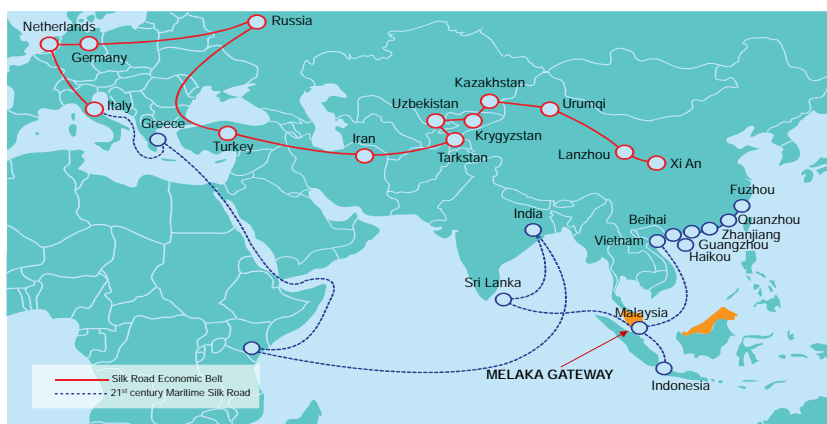 Netherlands
Russia
Germany
Kazakhstan
Italy
Uzbekistan
Urumqi
Greece
Krygyzstan
Turkey
Iran
Tarkstan
Lanzhou
Xi An
Fuzhou
India
Beihai
Quanzhou
Vietnam
Zhanjiang
Guangzhou
Haikou
Sri Lanka
Malaysia
MELAKA GATEWAY
Indonesia
Silk Road Economic Belt
21st century Maritime Silk Road